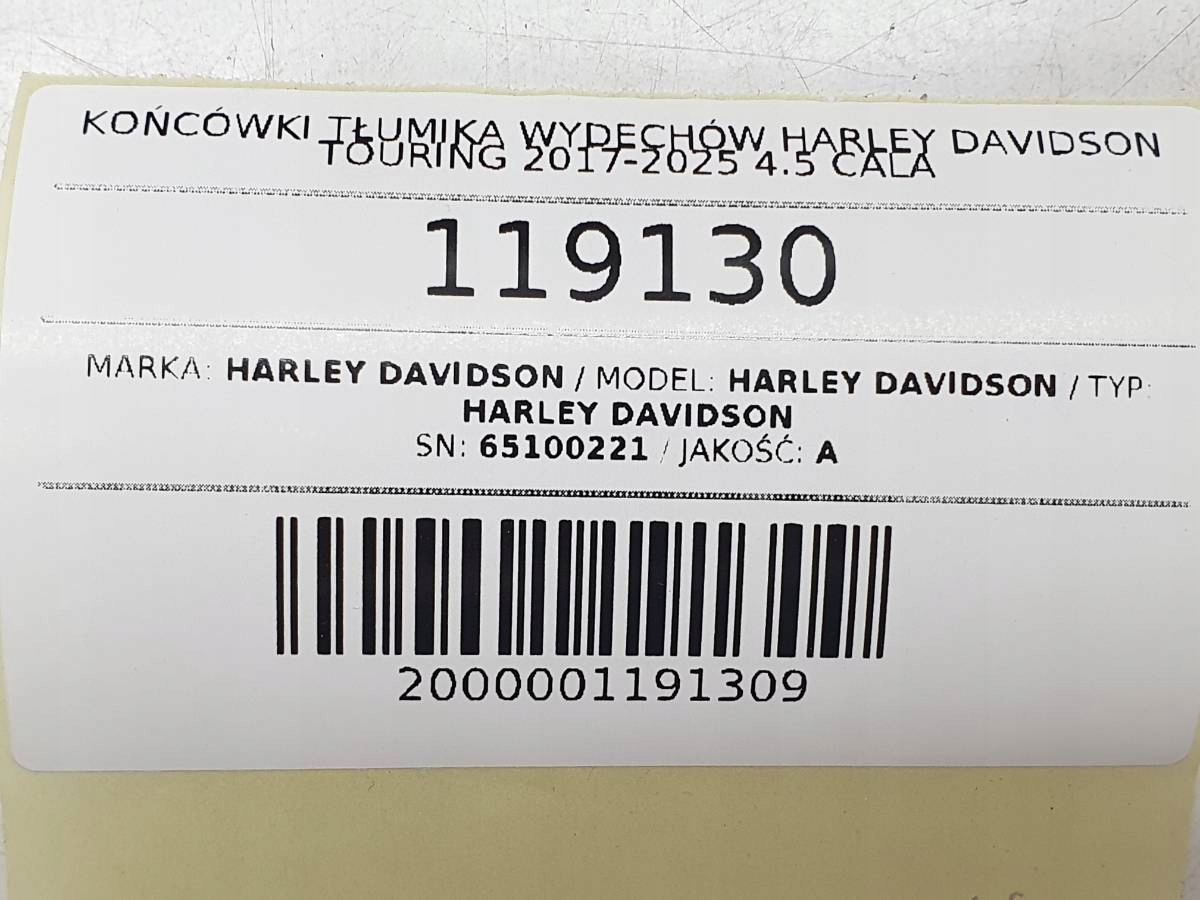 KOŃCÓWKI TŁUMIKA WYDECHÓW HARLEY DAVIDSON
TOURING 2017-2025 4.5 CALA
119130
MARKA: HARLEY DAVIDSON / MODEL: HARLEY DAVIDSON / TYP:
HARLEY DAVIDSON
SN: 65100221 / JAKOŚĆ: A
2000001191309